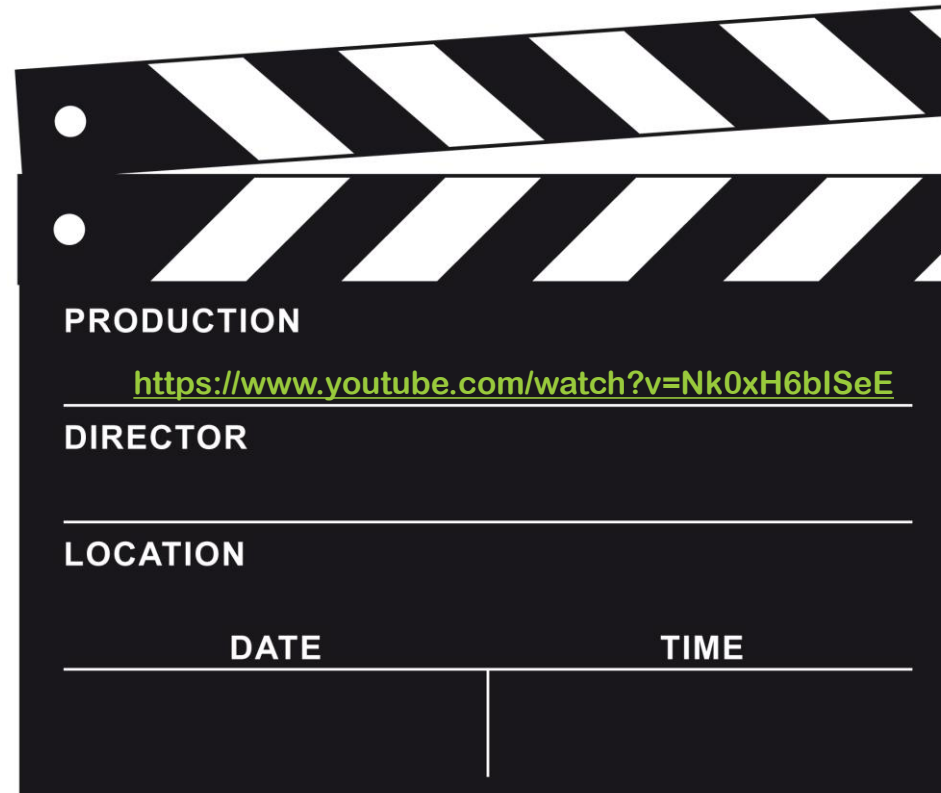 PRODUCTION
https://www.youtube.com/watch?v=Nk0xH6bISeE
DIRECTOR
LOCATION
DATE TIME